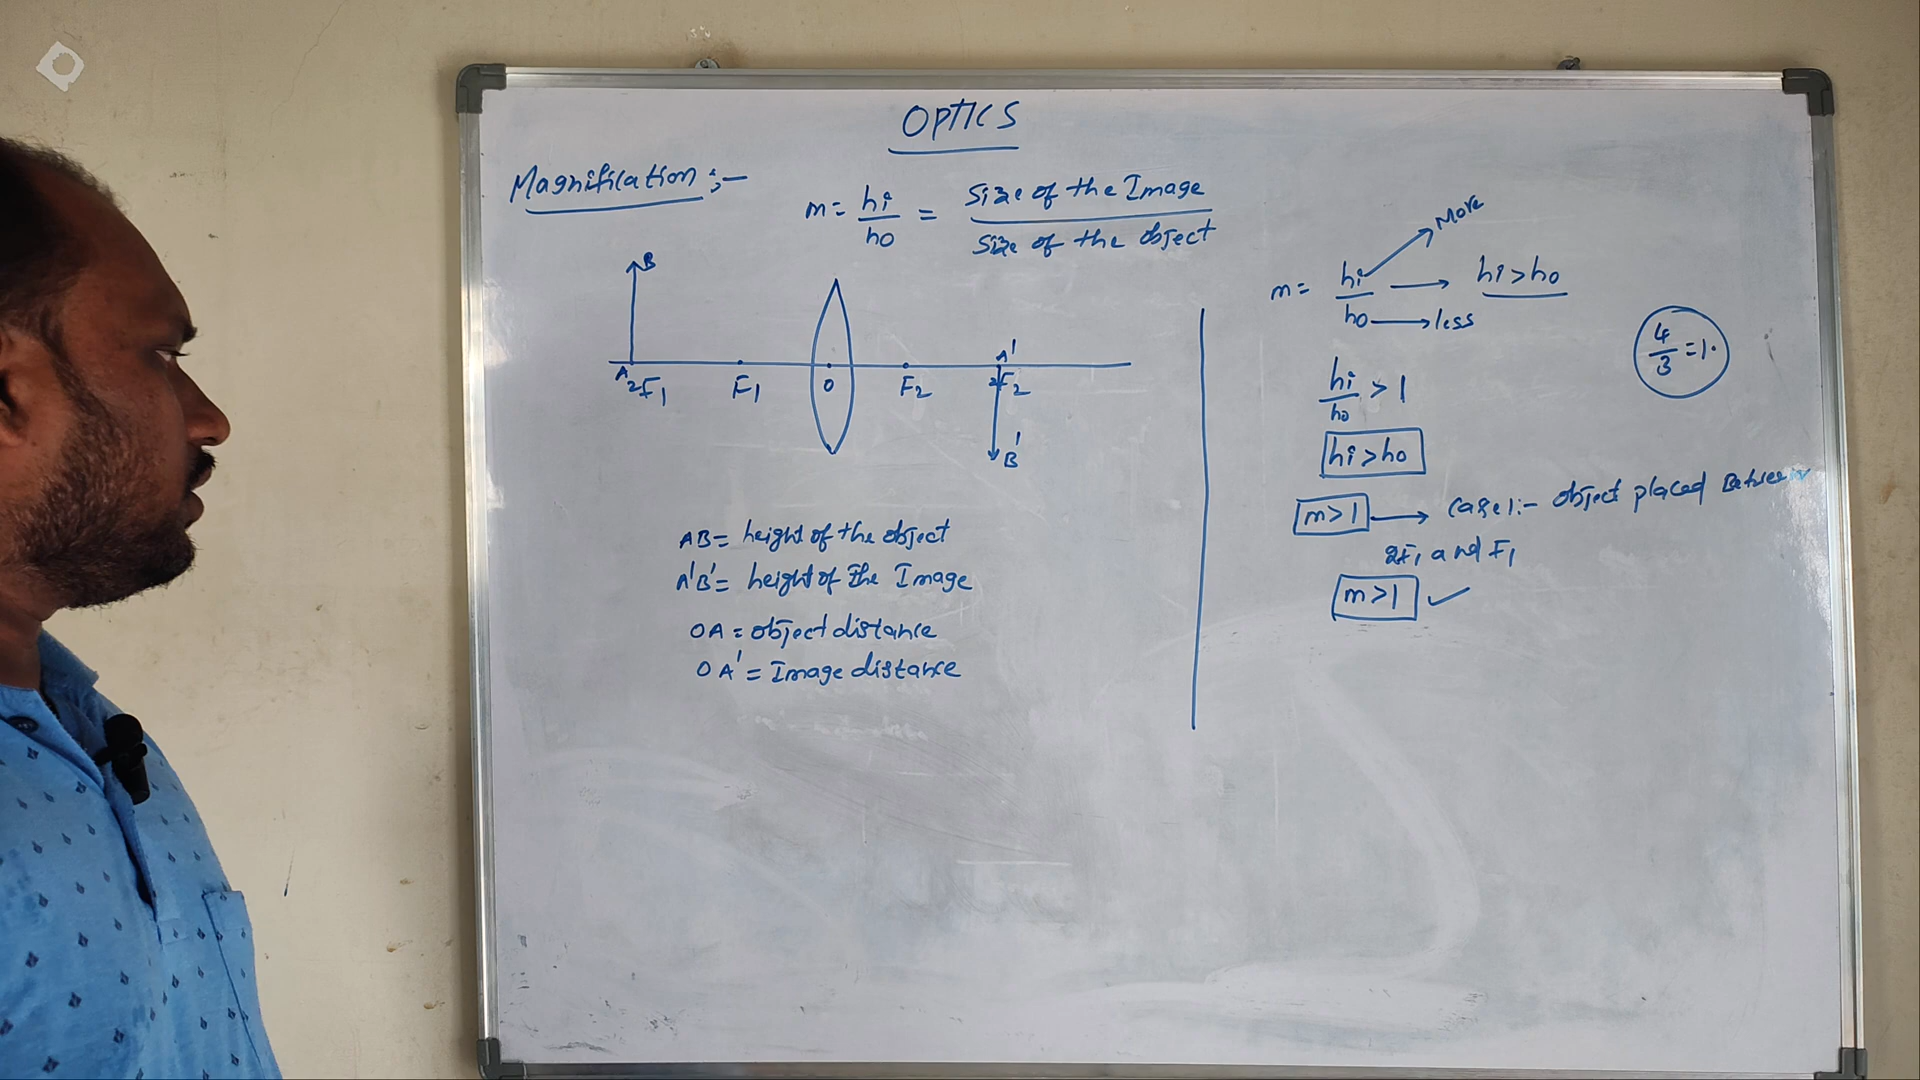 OPTICS
Magnification :-
m = hi/ho = Size of the Image / Size of the object
B
A 2F1 F1 O F2 2F2 A'
B'
AB = height of the object
A'B' = height of the Image
OA = object distance
OA' = Image distance
More
m = hi/ho → hi > ho
less
4/3 = 1.
hi/ho > 1
hi > ho
m > 1 → case 1:- object placed between
2F1 and F1
m > 1 ✓